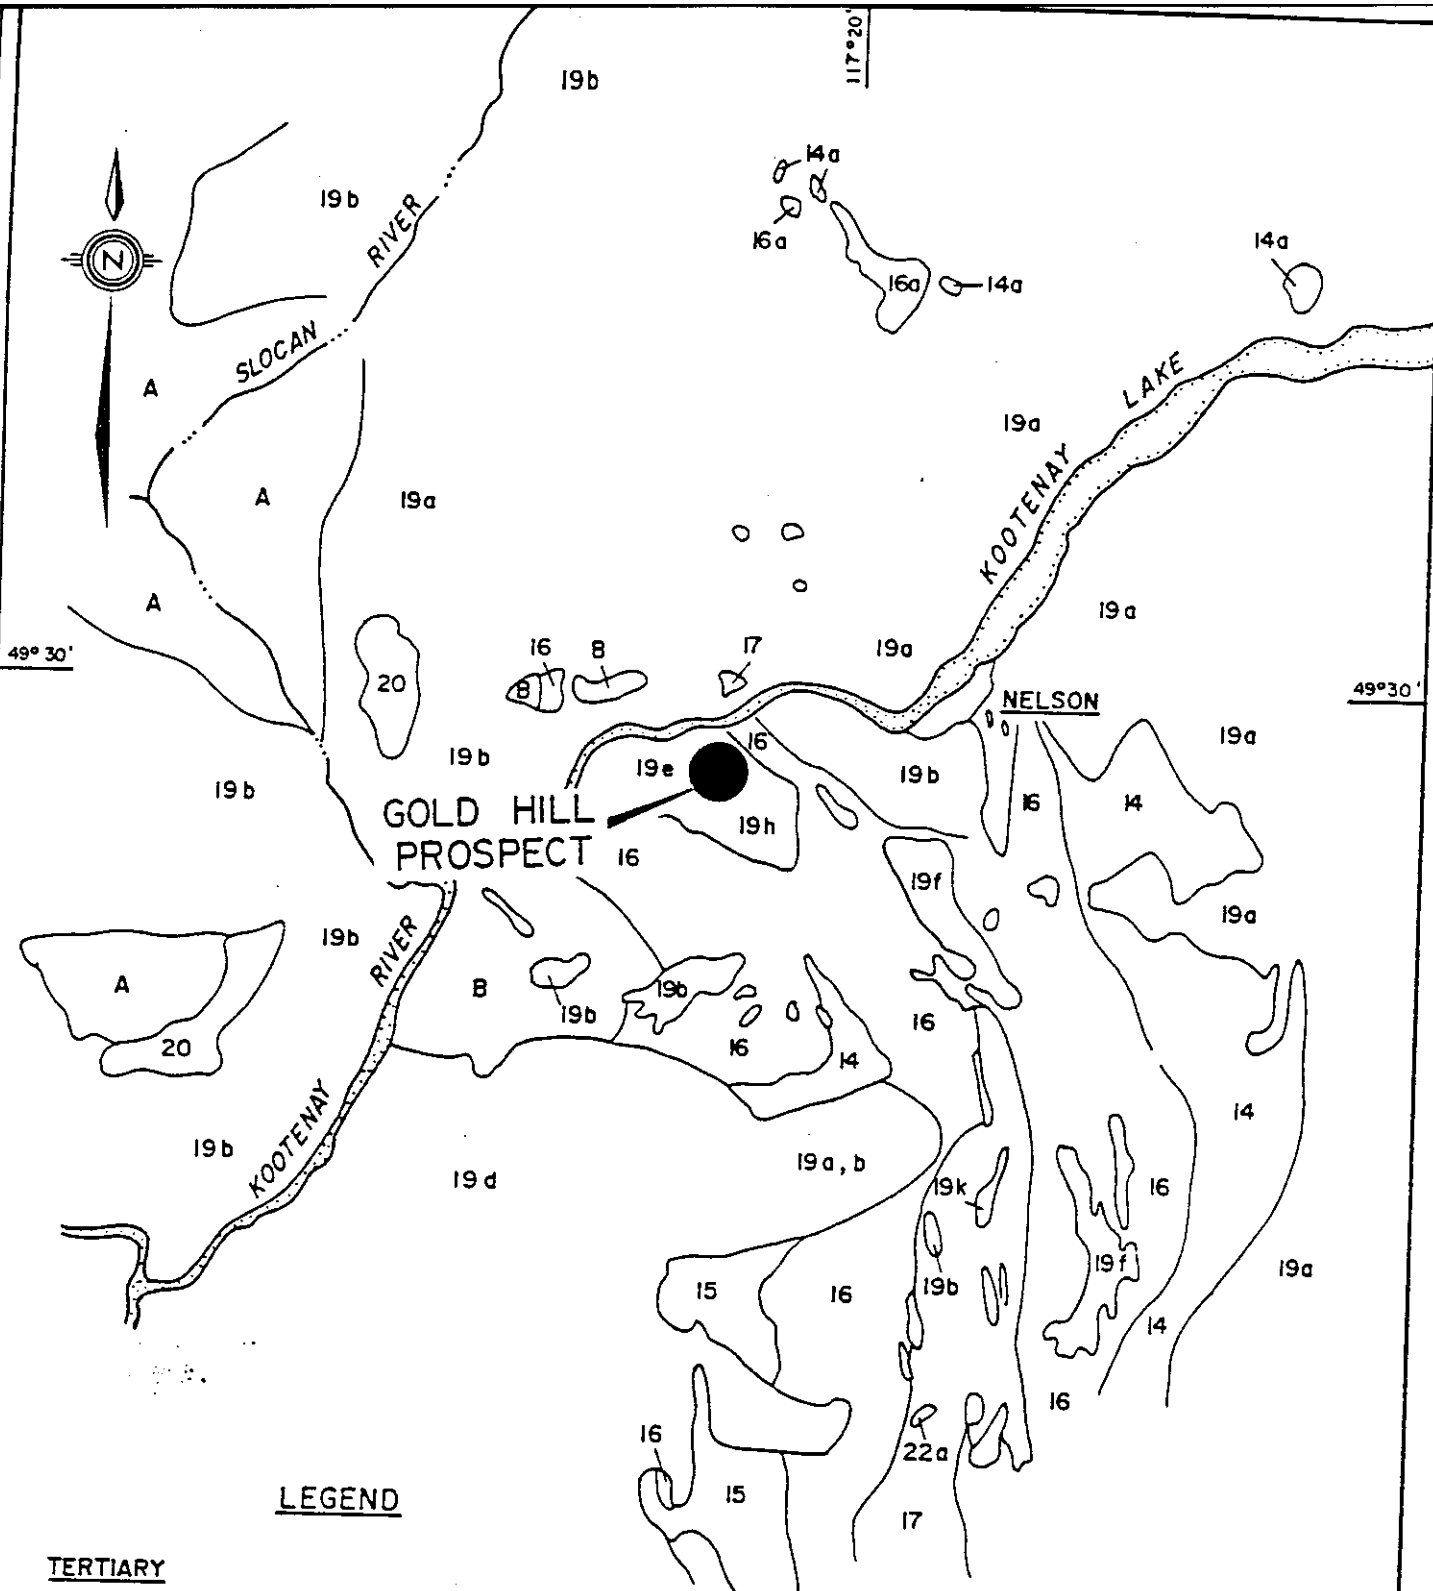 117°20'
19b
14a
19b
RIVER
16a
14a
16a
14a
N
SLOCAN
A
LAKE
19a
A
19a
KOOTENAY
A
19a
49°30'
16
B
17
19a
B
20
NELSON
49°30'
19b
16
19a
19b
19e
19b
GOLD HILL
PROSPECT
19h
16
14
16
19f
19b
19a
RIVER
A
B
19b
19b
16
20
16
14
14
KOOTENAY
19b
19a,b
19d
19k
16
19f
19a
15
16
19b
14
16
16
22a
15
17
LEGEND
TERTIARY